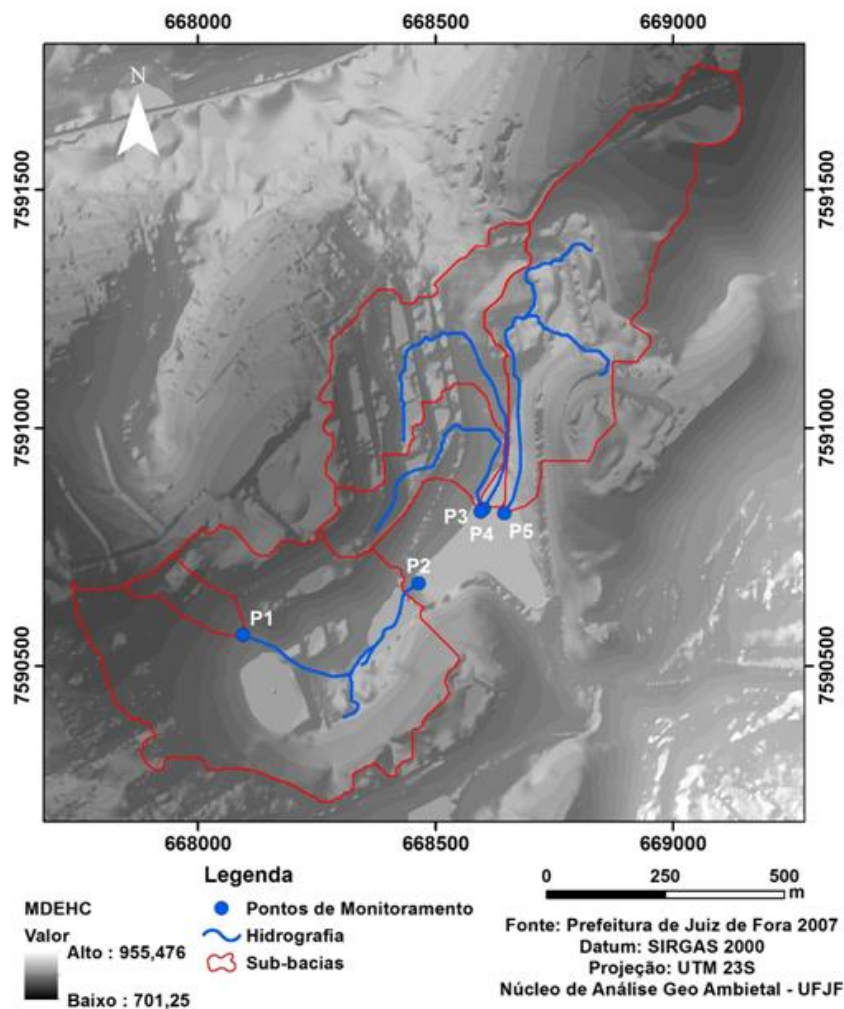 668000 668500 669000
N
7591500 7591500
7591000 7591000
P3
P4 P5
P2
P1
7590500 7590500
668000 668500 669000
Legenda
MDEHC
Valor
Alto : 955,476
Baixo : 701,25
Pontos de Monitoramento
Hidrografia
Sub-bacias
0 250 500
m
Fonte: Prefeitura de Juiz de Fora 2007
Datum: SIRGAS 2000
Projeção: UTM 23S
Núcleo de Análise Geo Ambietal - UFJF